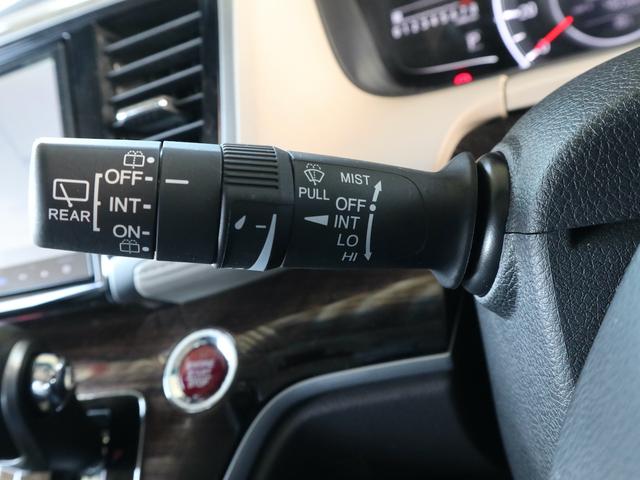 OFF
INT
ON
REAR
PULL
MIST
OFF
INT
LO
HI